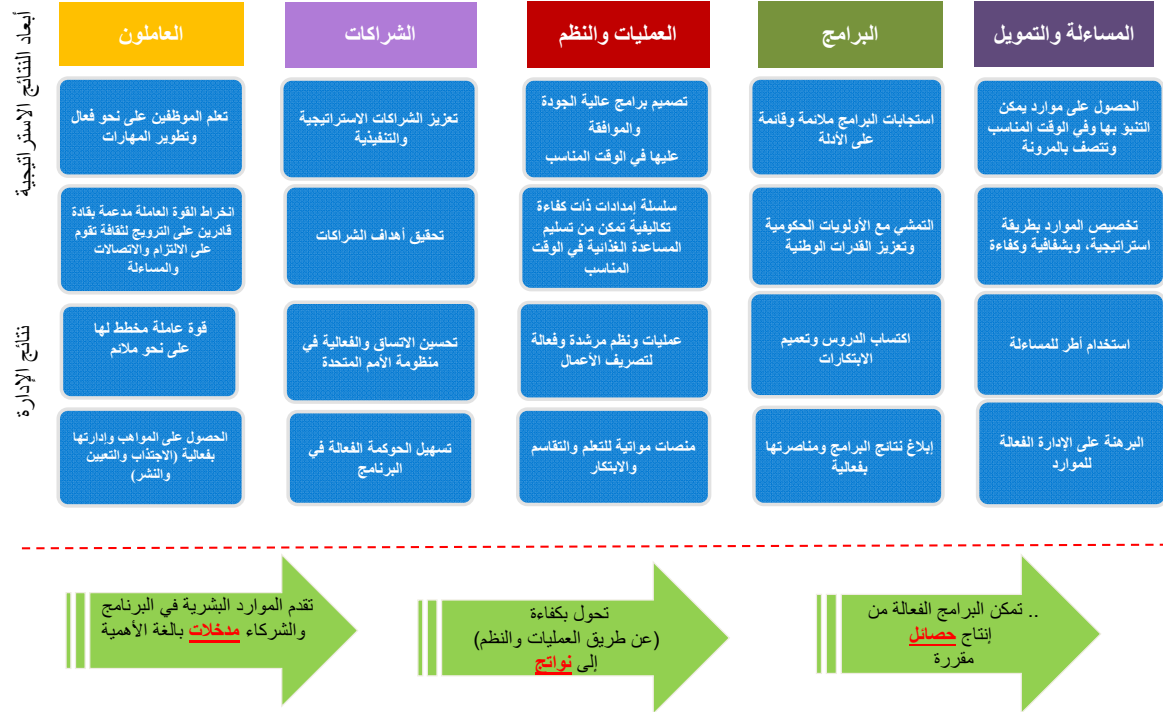 أبعاد النتائج الاستراتيجية
نتائج الإدارة
العاملون
تعلم الموظفين على نحو فعال
وتطوير المهارات
انخراط القوة العاملة مدعمة بقادة
قادرين على الترويج لثقافة تقوم
على الالتزام والاتصالات
والمساءلة
قوة عاملة مخطط لها
على نحو ملائم
الحصول على المواهب وإدارتها
بفعالية (الاجتذاب والتعيين
والنشر)
الشراكات
تعزيز الشراكات الاستراتيجية
والتنفيذية
تحقيق أهداف الشراكات
تحسين الاتساق والفعالية في
منظومة الأمم المتحدة
تسهيل الحوكمة الفعالة في
البرنامج
العمليات والنظم
تصميم برامج عالية الجودة
والموافقة
عليها في الوقت المناسب
سلسلة إمدادات ذات كفاءة
تكاليفية تمكن من تسليم
المساعدة الغذائية في الوقت
المناسب
عمليات ونظم مرشدة وفعالة
لتصريف الأعمال
منصات مواتية للتعلم والتقاسم
والابتكار
البرامج
استجابات البرامج ملائمة وقائمة
على الأدلة
التمشي مع الأولويات الحكومية
وتعزيز القدرات الوطنية
اكتساب الدروس وتعميم
الابتكارات
إبلاغ نتائج البرامج ومناصرتها
بفعالية
المساءلة والتمويل
الحصول على موارد يمكن
التنبؤ بها وفي الوقت المناسب
وتتصف بالمرونة
تخصيص الموارد بطريقة
استراتيجية، وبشفافية وكفاءة
استخدام أطر للمساءلة
البرهنة على الإدارة الفعالة
للموارد
تقدم الموارد البشرية في البرنامج
والشركاء مدخلات بالغة الأهمية
تحول بكفاءة
(عن طريق العمليات والنظم)
إلى نواتج
.. تمكن البرامج الفعالة من
إنتاج حصائل
مقررة